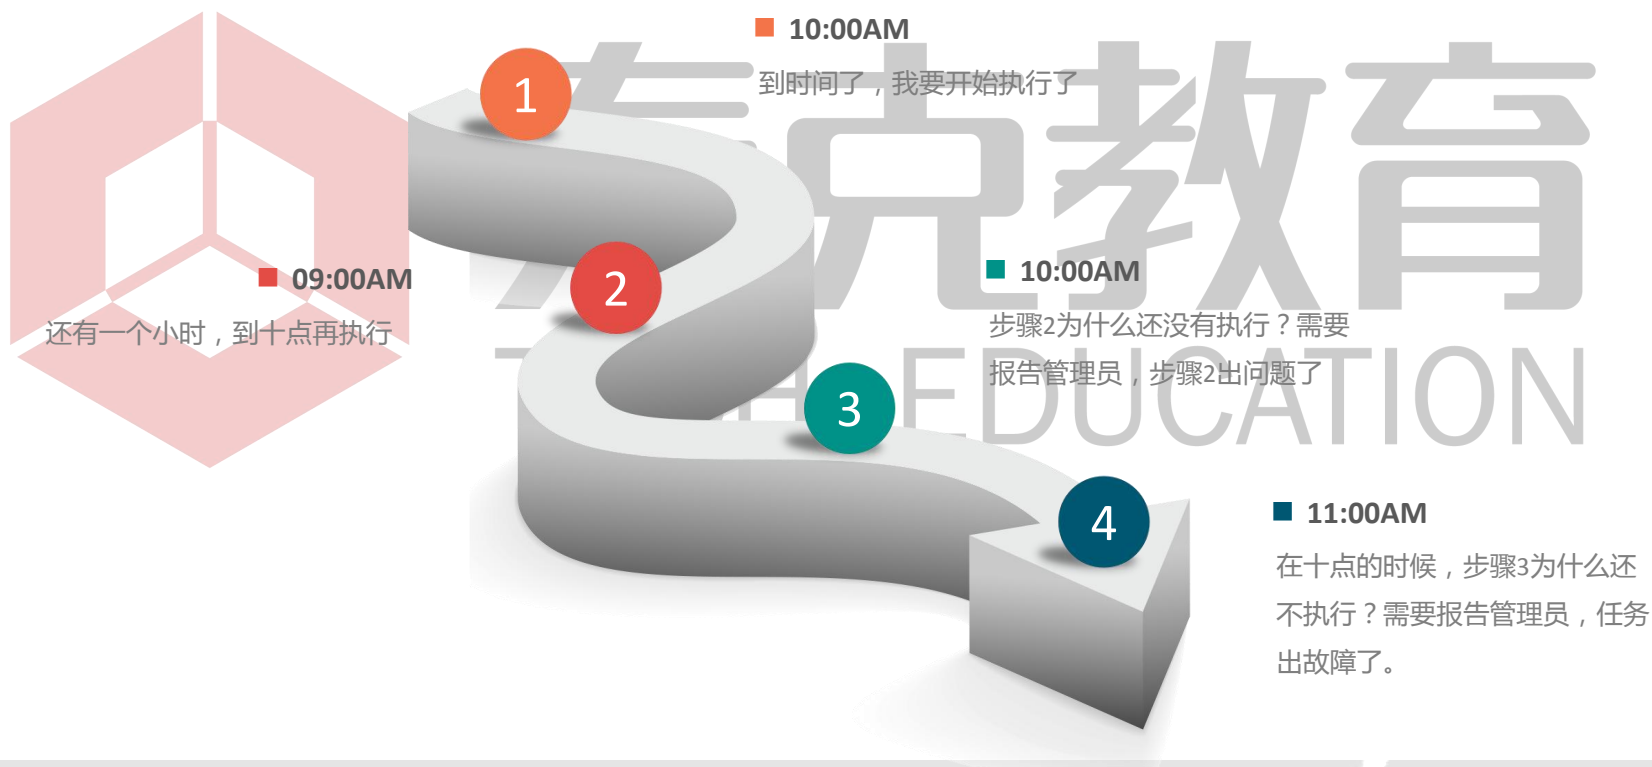 10:00AM
到时间了，我要开始执行了
1
09:00AM
还有一个小时，到十点再执行
2
10:00AM
步骤2为什么还没有执行？需要
报告管理员，步骤2出问题了
3
4
11:00AM
在十点的时候，步骤3为什么还
不执行？需要报告管理员，任务
出故障了。
克教育
EDUCATION